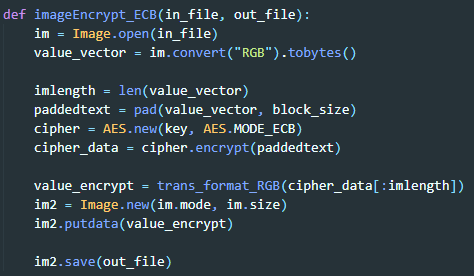 def imageEncrypt_ECB(in_file, out_file):
    im = Image.open(in_file)
    value_vector = im.convert("RGB").tobytes()

    imlength = len(value_vector)
    paddedtext = pad(value_vector, block_size)
    cipher = AES.new(key, AES.MODE_ECB)
    cipher_data = cipher.encrypt(paddedtext)

    value_encrypt = trans_format_RGB(cipher_data[:imlength])
    im2 = Image.new(im.mode, im.size)
    im2.putdata(value_encrypt)

    im2.save(out_file)